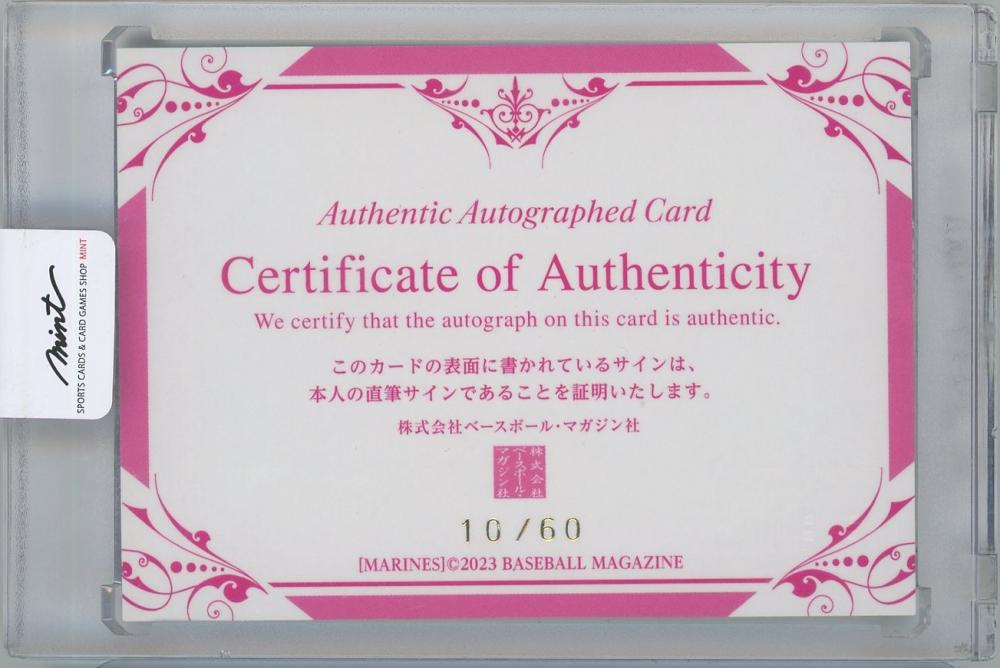 Authentic Autographed Card
Certificate of Authenticity
We certify that the autograph on this card is authentic.
このカードの表面に書かれているサインは、
本人の直筆サインであることを証明いたします。
株式会社ベースボール・マガジン社
株式会社
ベースボール・
マガジン社
10/60
[MARINES]©2023 BASEBALL MAGAZINE
mint
SPORTS CARDS & CARD GAMES SHOP MINT